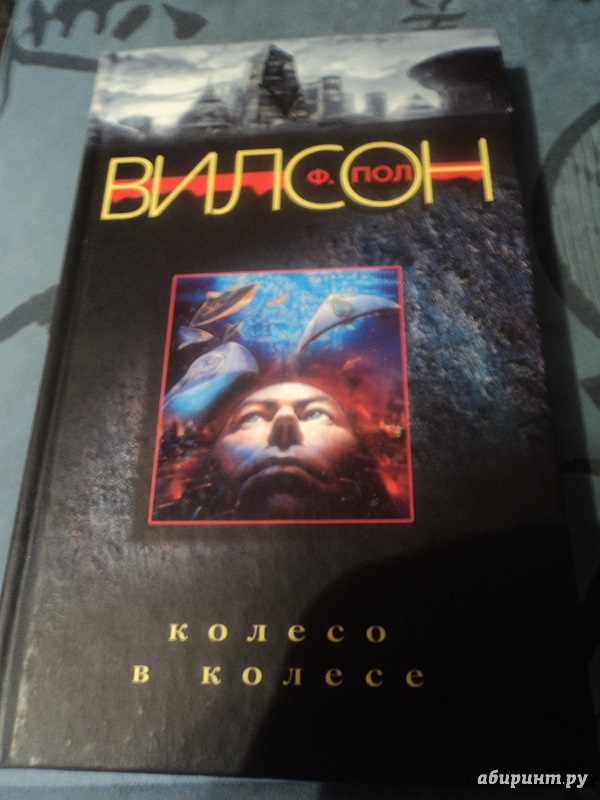 ВИЛСОН
Ф. ПОЛ
колесо
в колесе
абиринт.ру